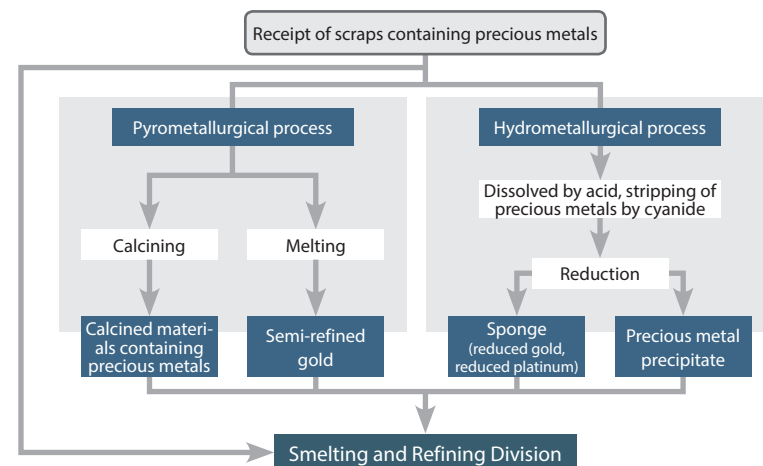 Receipt of scraps containing precious metals
Pyrometallurgical process
Hydrometallurgical process
Dissolved by acid, stripping of
precious metals by cyanide
Calcining
Melting
Reduction
Calcined materi-
als containing
precious metals
Semi-refined
gold
Sponge
(reduced gold,
reduced platinum)
Precious metal
precipitate
Smelting and Refining Division